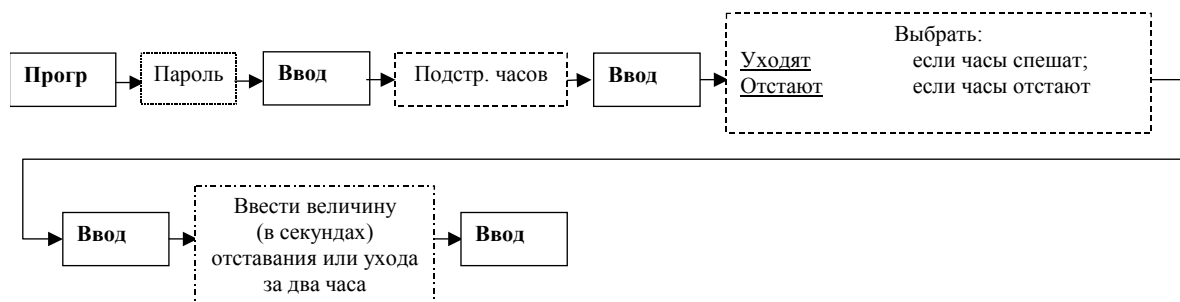 Прогр
Пароль
Ввод
Подстр. часов
Ввод
Выбрать:
Уходят если часы спешат;
Отстают если часы отстают
Ввод
Ввести величину
(в секундах)
отставания или ухода
за два часа
Ввод